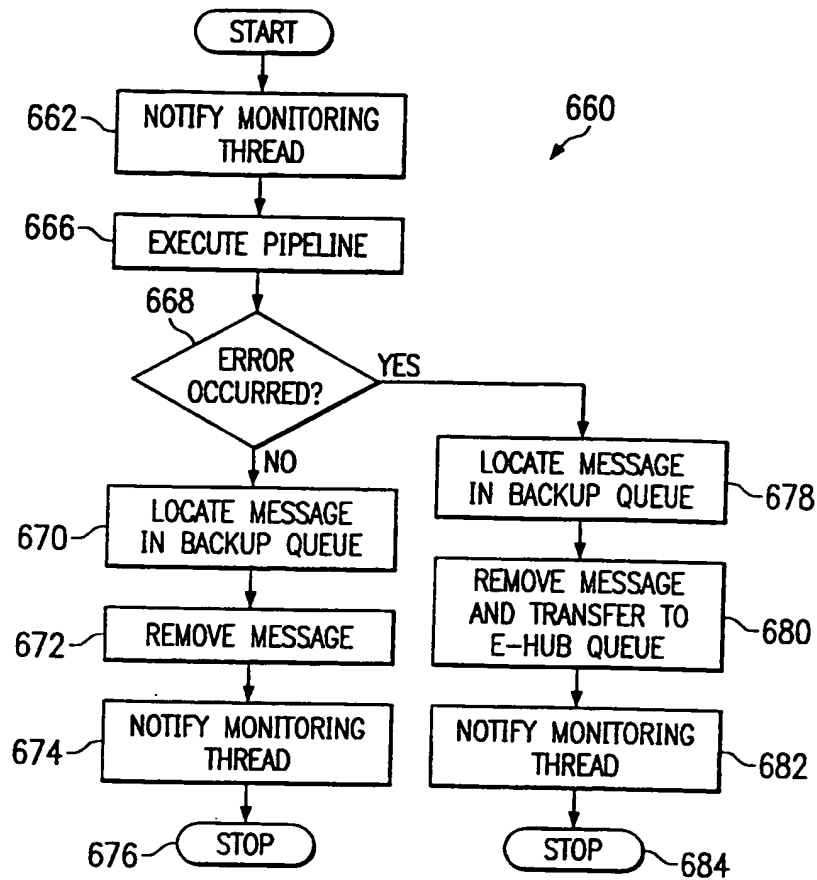 START
662
NOTIFY MONITORING
THREAD
660
666
EXECUTE PIPELINE
668
ERROR
OCCURRED?
YES
NO
670
LOCATE MESSAGE
IN BACKUP QUEUE
672
REMOVE MESSAGE
674
NOTIFY MONITORING
THREAD
676
STOP
LOCATE MESSAGE
IN BACKUP QUEUE
678
REMOVE MESSAGE
AND TRANSFER TO
E-HUB QUEUE
680
NOTIFY MONITORING
THREAD
682
STOP
684